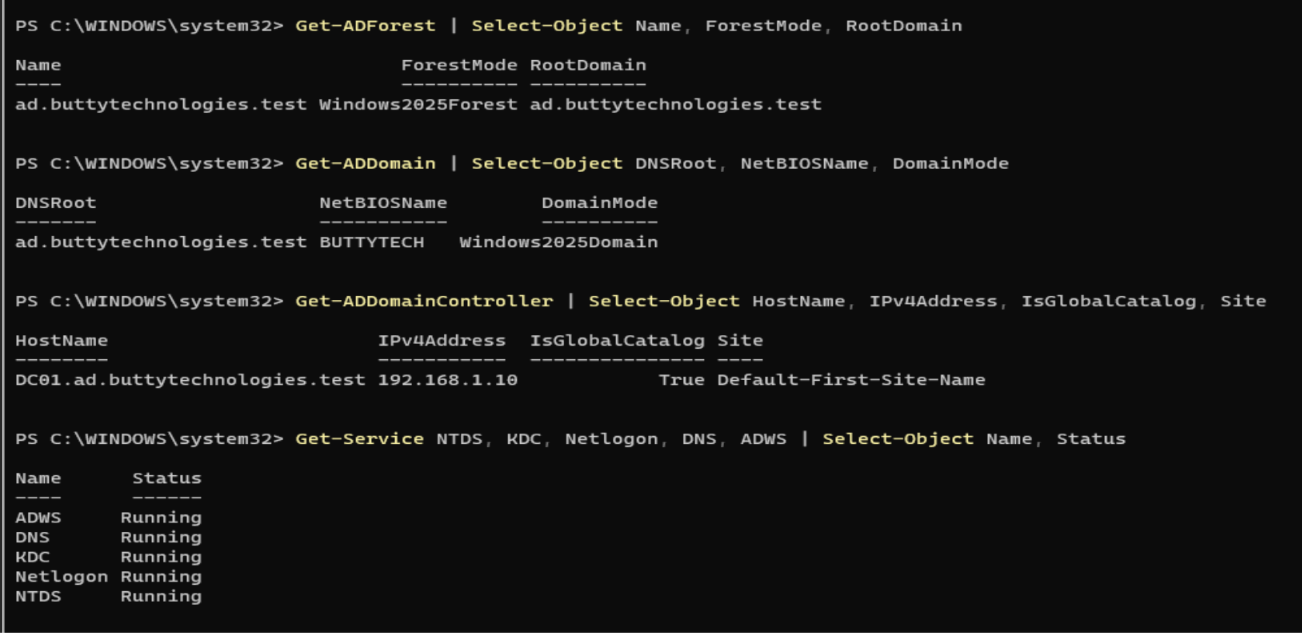 PS C:\WINDOWS\system32> Get-ADForest | Select-Object Name, ForestMode, RootDomain
Name                             ForestMode RootDomain
----                             ---------- ----------
ad.buttytechnologies.test Windows2025Forest ad.buttytechnologies.test
PS C:\WINDOWS\system32> Get-ADDomain | Select-Object DNSRoot, NetBIOSName, DomainMode
DNSRoot                   NetBIOSName        DomainMode
-------                   -----------        ----------
ad.buttytechnologies.test BUTTYTECH   Windows2025Domain
PS C:\WINDOWS\system32> Get-ADDomainController | Select-Object HostName, IPv4Address, IsGlobalCatalog, Site
HostName                       IPv4Address  IsGlobalCatalog Site
--------                       -----------  --------------- ----
DC01.ad.buttytechnologies.test 192.168.1.10            True Default-First-Site-Name
PS C:\WINDOWS\system32> Get-Service NTDS, KDC, Netlogon, DNS, ADWS | Select-Object Name, Status
Name      Status
----      ------
ADWS     Running
DNS      Running
KDC      Running
Netlogon Running
NTDS     Running